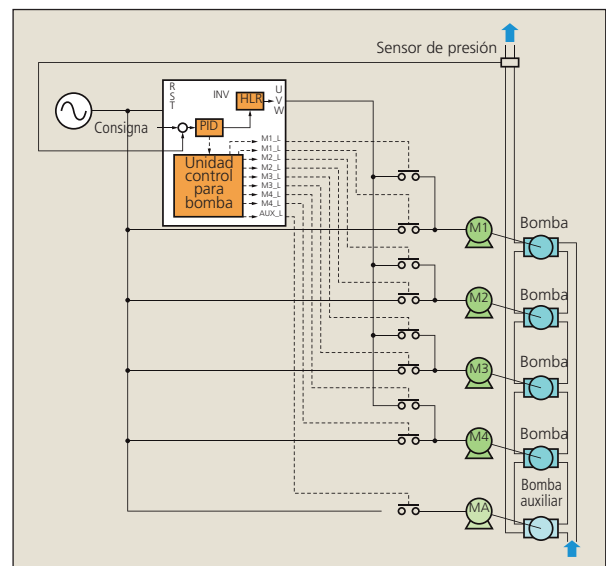 Sensor de presión
R
S
T
INV
U
V
W
HLR
Consigna
PID
Unidad
control
para
bomba
M1_L
M1_L
M2_L
M2_L
M3_L
M3_L
M4_L
M4_L
AUX_L
M1
Bomba
M2
Bomba
M3
Bomba
M4
Bomba
MA
Bomba
auxiliar